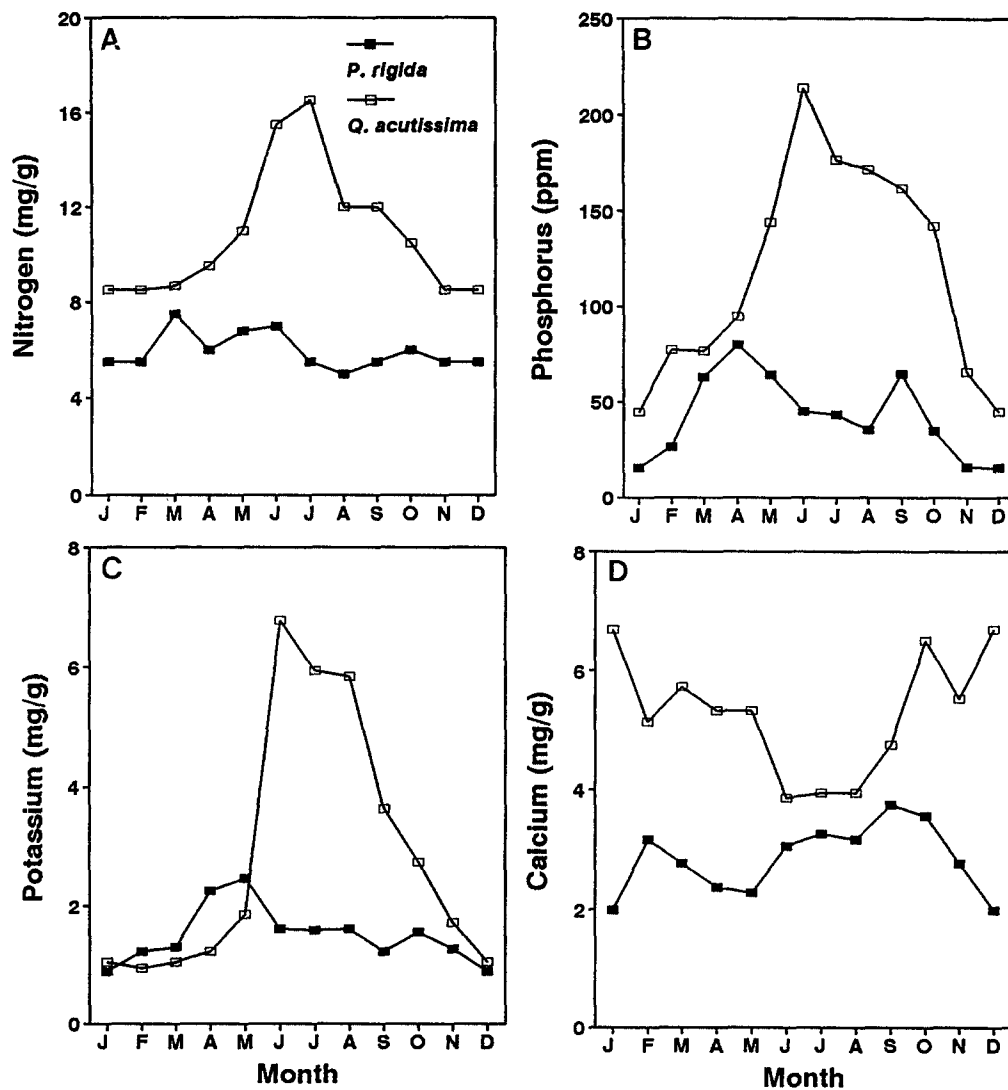 A
P. rigida
Q. acutissima
Nitrogen (mg/g)
20
16
12
8
4
0
J F M A M J J A S O N D
B
Phosphorus (ppm)
250
200
150
100
50
0
J F M A M J J A S O N D
C
Potassium (mg/g)
8
6
4
2
0
J F M A M J J A S O N D
Month
D
Calcium (mg/g)
8
6
4
2
0
J F M A M J J A S O N D
Month